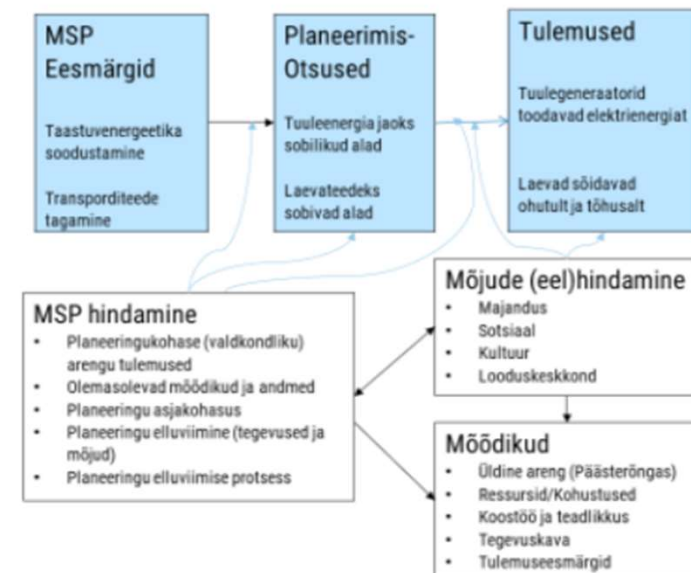 MSP
Eesmärgid
Taastuvenergeetika
soodustamine
Transporditeede
tagamine
Planeerimis-
Otsused
Tuuleenergia jaoks
sobilikud alad
Laevateedeks
sobivad alad
Tulemused
Tuulegeneraatorid
toodavad elektrienergiat
Laevad sõidavad
ohutult ja tõhusalt
MSP hindamine
• Planeeringukohase (valdkondliku)
arengu tulemused
• Olemasolevad mõõdikud ja andmed
• Planeeringu asjakohasus
• Planeeringu elluviimine (tegevused ja
mõjud)
• Planeeringu elluviimise protsess
Mõjude (eel)hindamine
• Majandus
• Sotsiaal
• Kultuur
• Looduskeskkond
Mõõdikud
• Üldine areng (Päästerõngas)
• Ressursid/Kohustused
• Koostöö ja teadlikkus
• Tegevuskava
• Tulemuseesmärgid